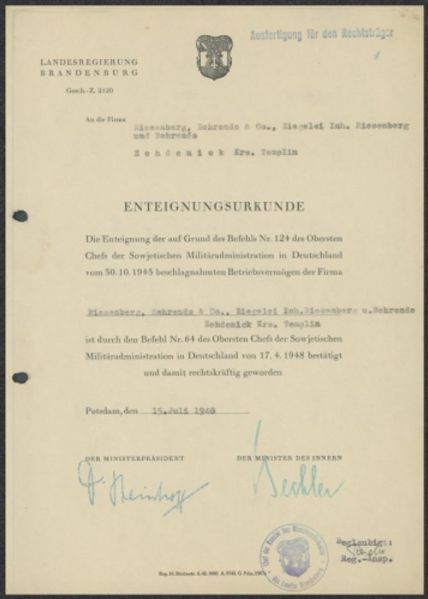 Ausfertigung für den Rechtsträger
LANDESREGIERUNG
BRANDENBURG
Gesch.-Z. 2120
An die Firma
Riesenberg, Behrends & Co., Ziegelei Inh. Riesenberg
und Behrends
Zehdenick Krs. Templin
ENTEIGNUNGSURKUNDE
Die Enteignung der auf Grund des Befehls Nr. 124 des Obersten
Chefs der Sowjetischen Militäradministration in Deutschland
vom 30.10.1945 beschlagnahmten Betriebsvermögen der Firma
Riesenberg, Behrends & Co., Ziegelei Inh.Riesenberg u.Behrends
Zehdenick Krs. Templin
ist durch den Befehl Nr. 64 des Obersten Chefs der Sowjetischen
Militäradministration in Deutschland von 17.4.1948 bestätigt
und damit rechtskräftig geworden
Potsdam, den 15.Juli 1948
DER MINISTERPRÄSIDENT
DER MINISTER DES INNERN
Dr. Steinhoff
Bechler
Beglaubigt:
Reg.-Insp.